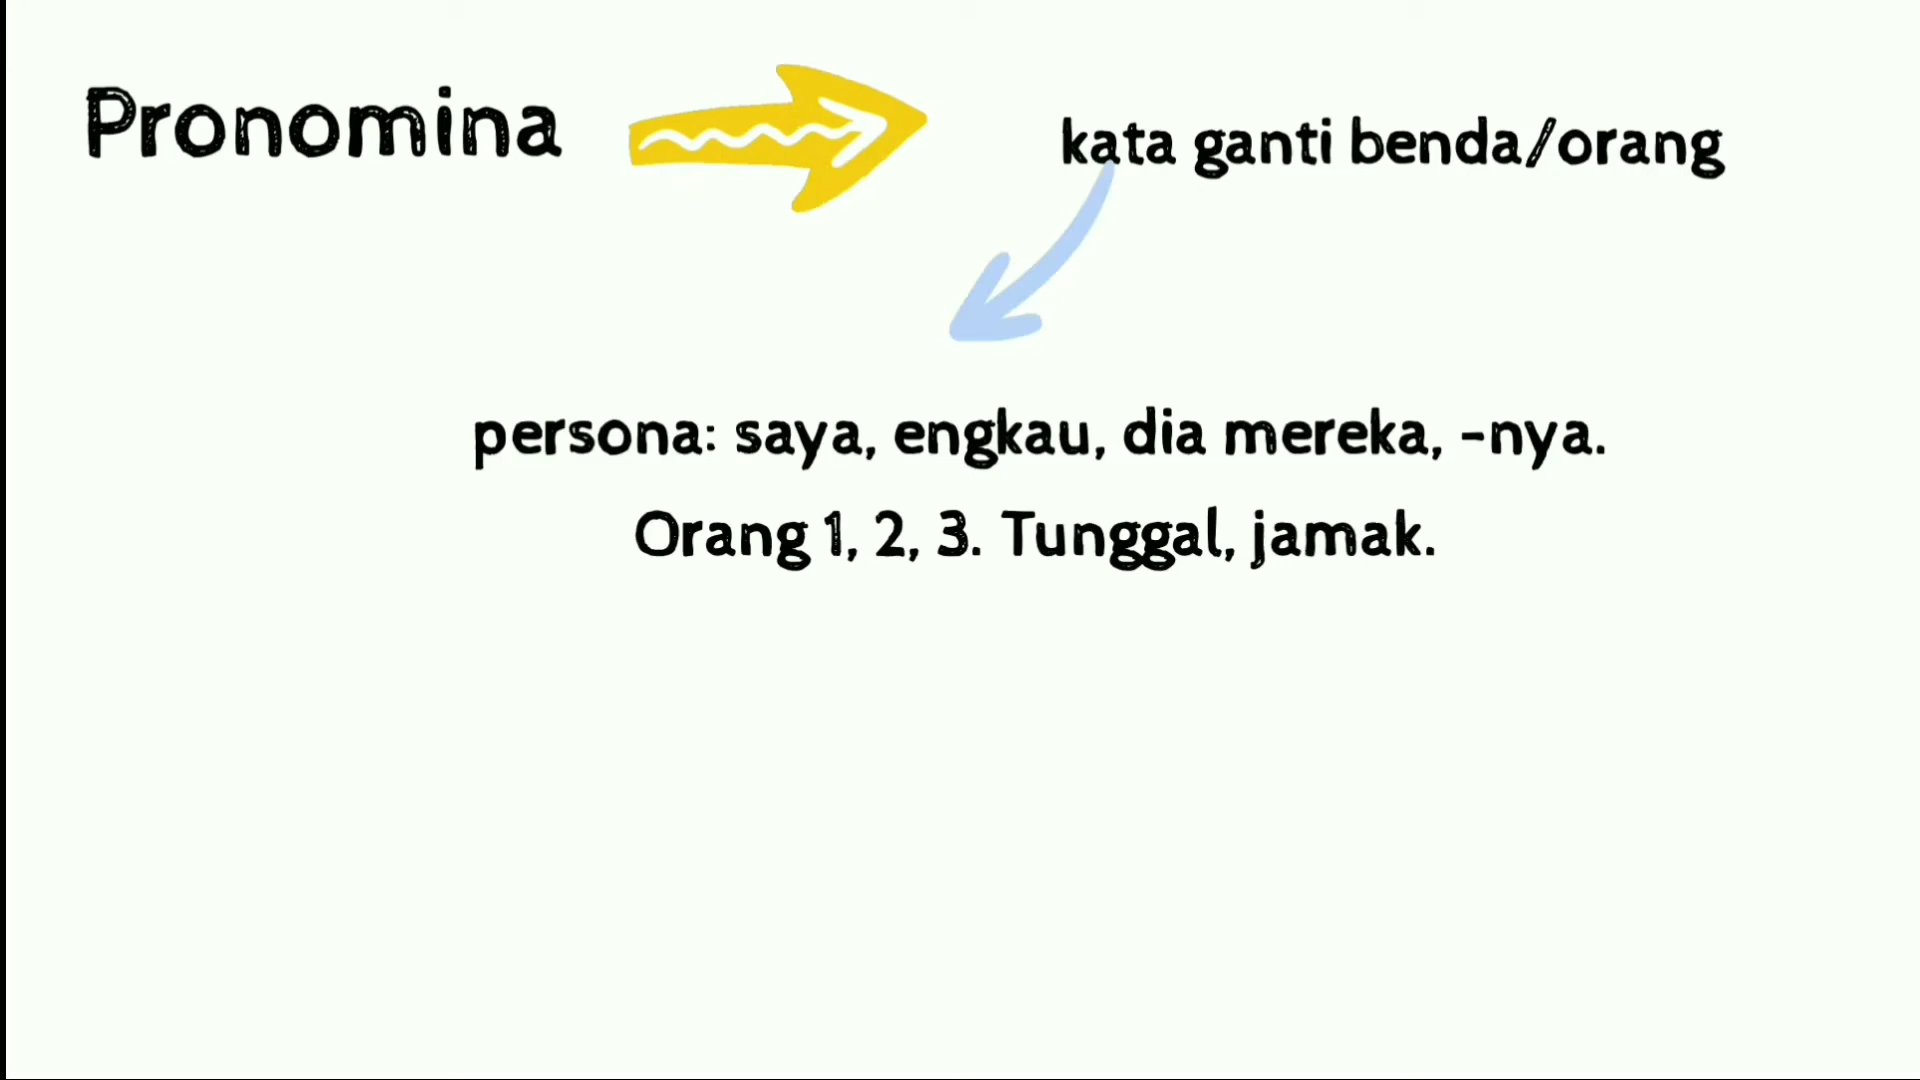 Pronomina
kata ganti benda/orang
persona: saya, engkau, dia mereka, -nya.
Orang 1, 2, 3. Tunggal, jamak.